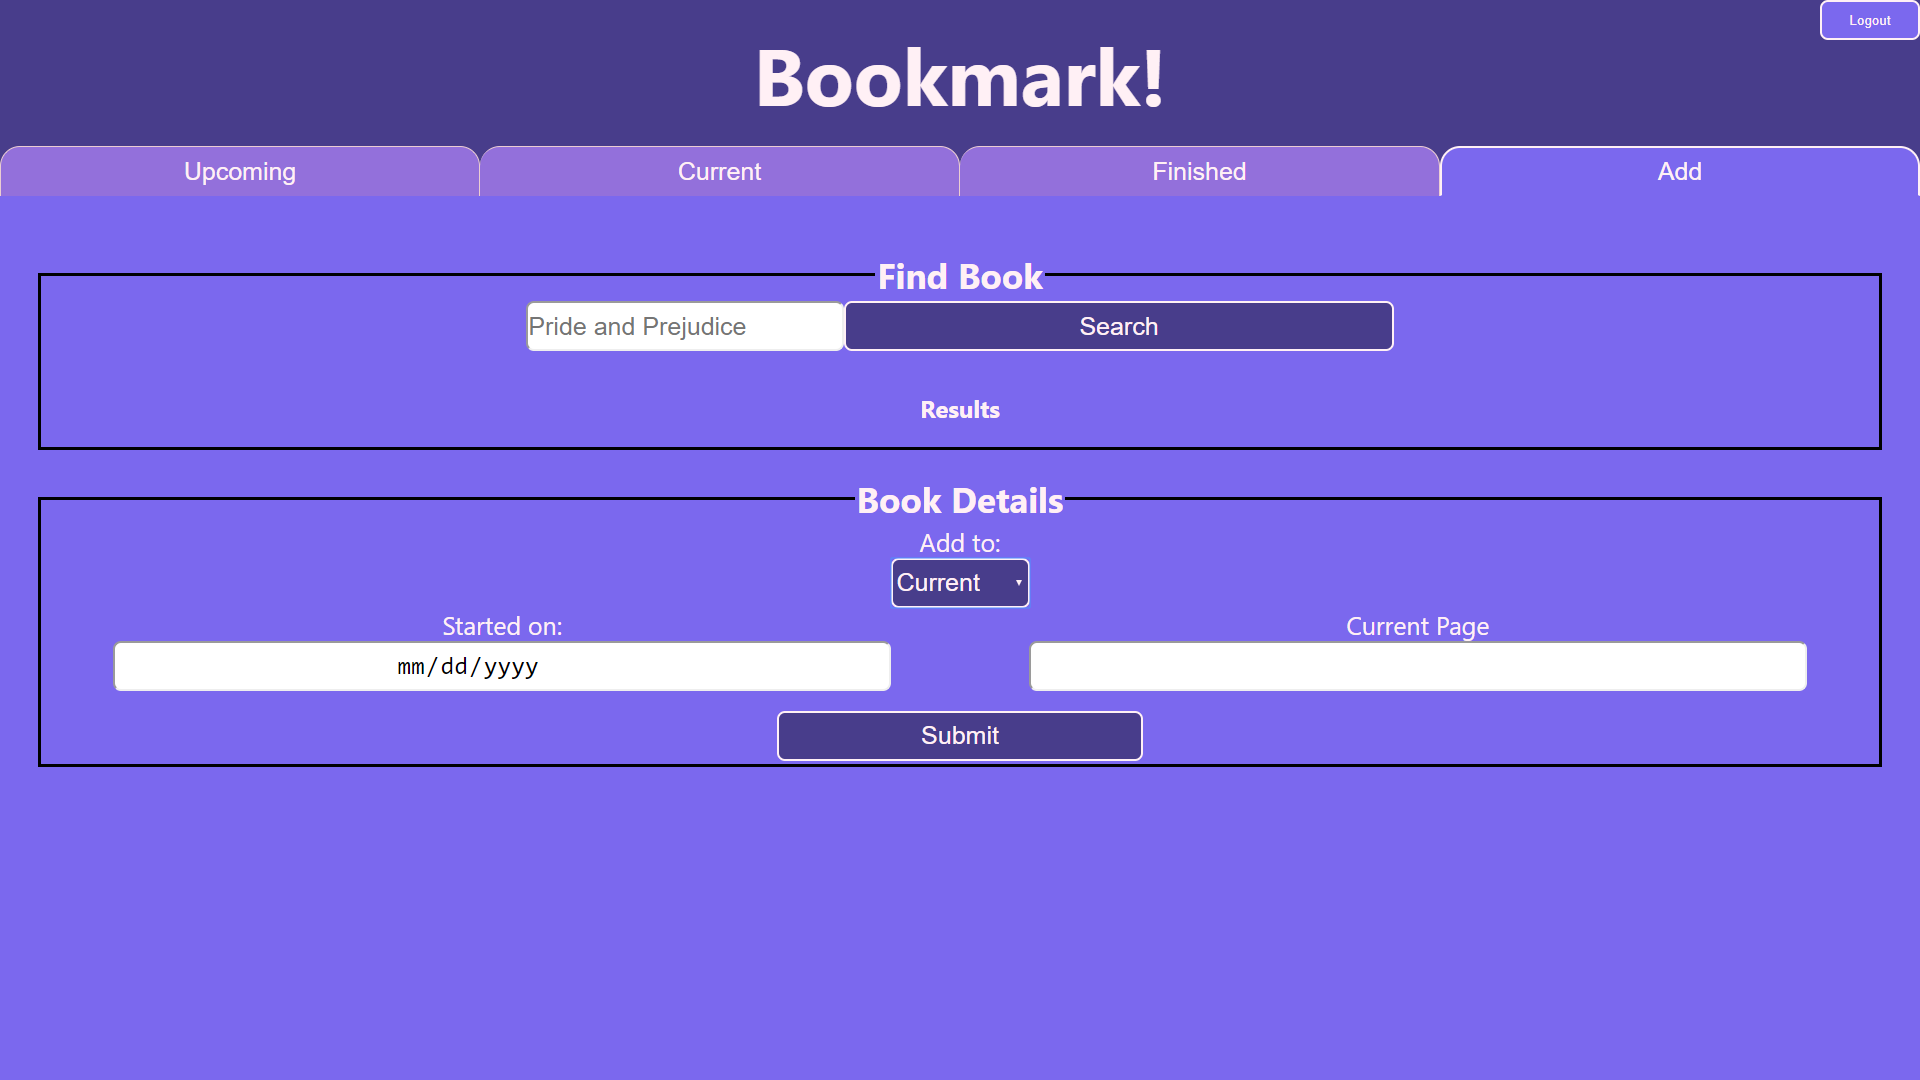 Logout
Bookmark!
Upcoming Current Finished Add
Find Book
Pride and Prejudice Search
Results
Book Details
Add to:
Current
Started on: Current Page
mm/dd/yyyy
Submit